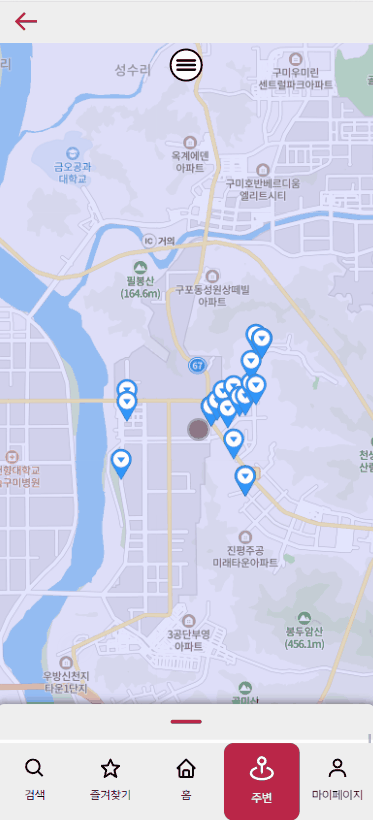 리
성수리
구미우미린
센트럴파크아파트
옥계에덴
아파트
금오공과
대학교
구미호반베르디움
엘리트시티
IC 거의
필봉산
(164.6m)
구포동성원상떼빌
아파트
67
천향대학교
구미병원
천생
산림
진평주공
미래타운아파트
3공단부영
아파트
봉두암산
(456.1m)
우방신천지
타운1단지
검색
즐겨찾기
홈
주변
마이페이지